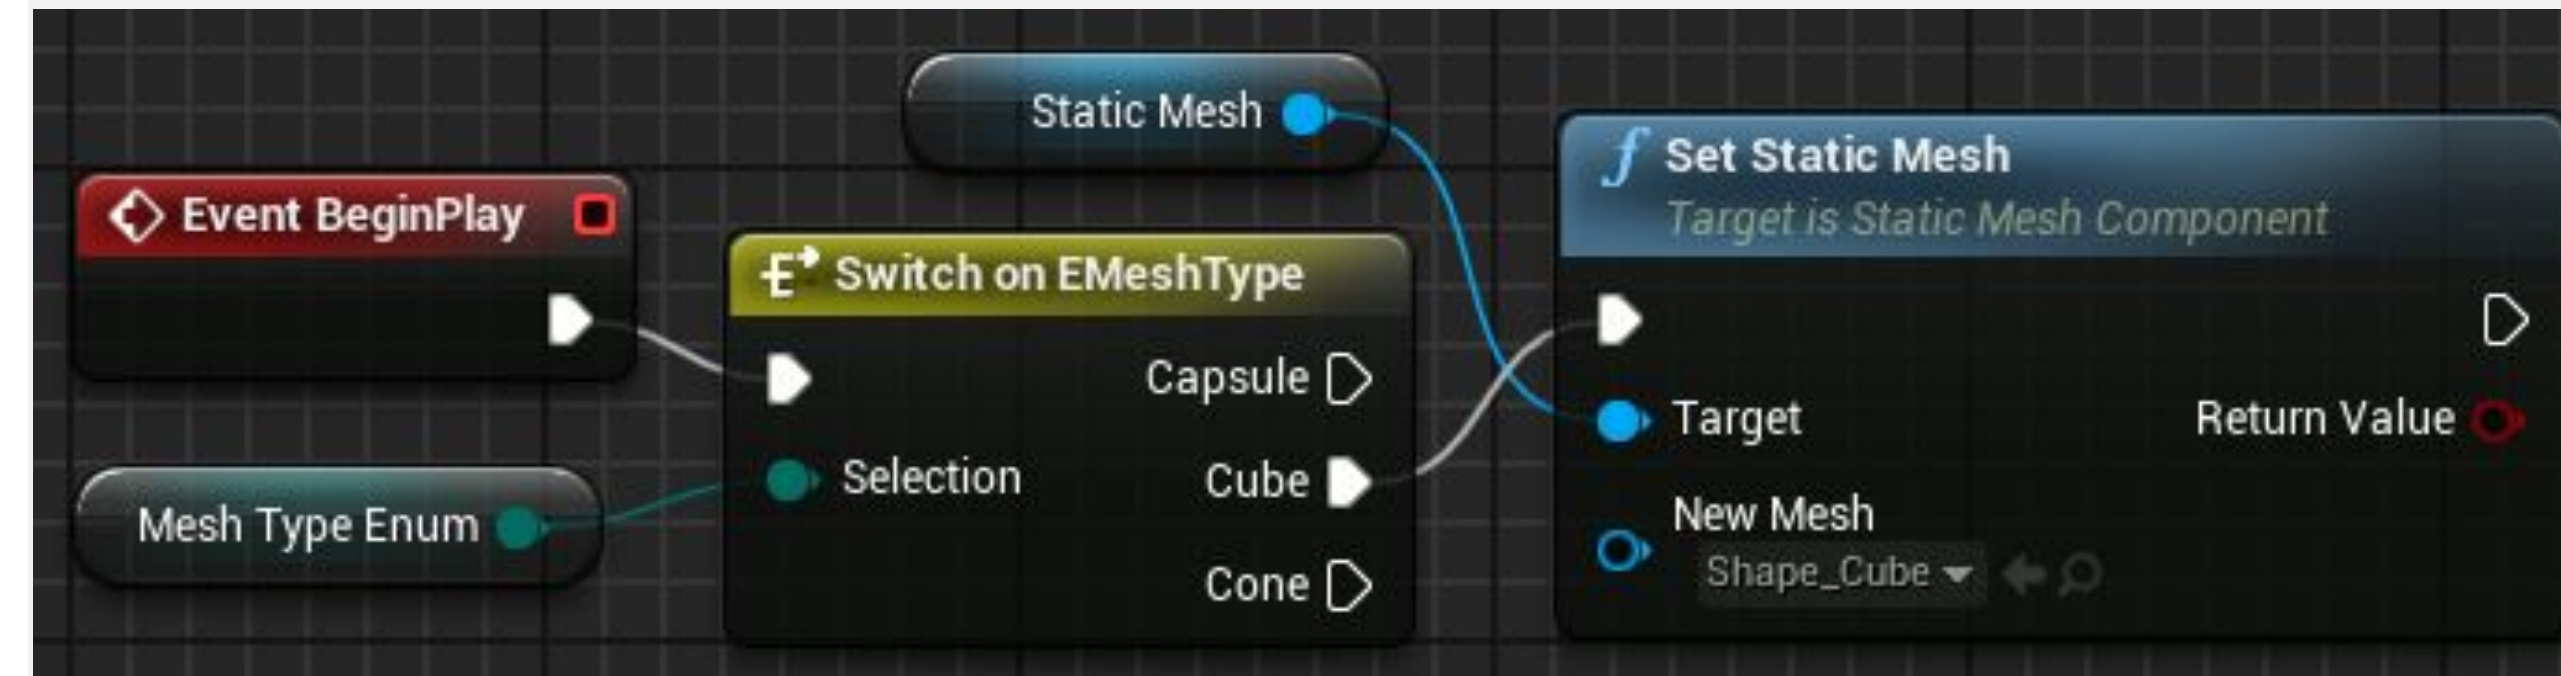 Static Mesh
Event BeginPlay
Mesh Type Enum
Switch on EMeshType
Capsule
Selection
Cube
Cone
Set Static Mesh
Target is Static Mesh Component
Target
Return Value
New Mesh
Shape_Cube